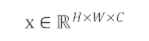 x ∈ ℝ^{H×W×C}